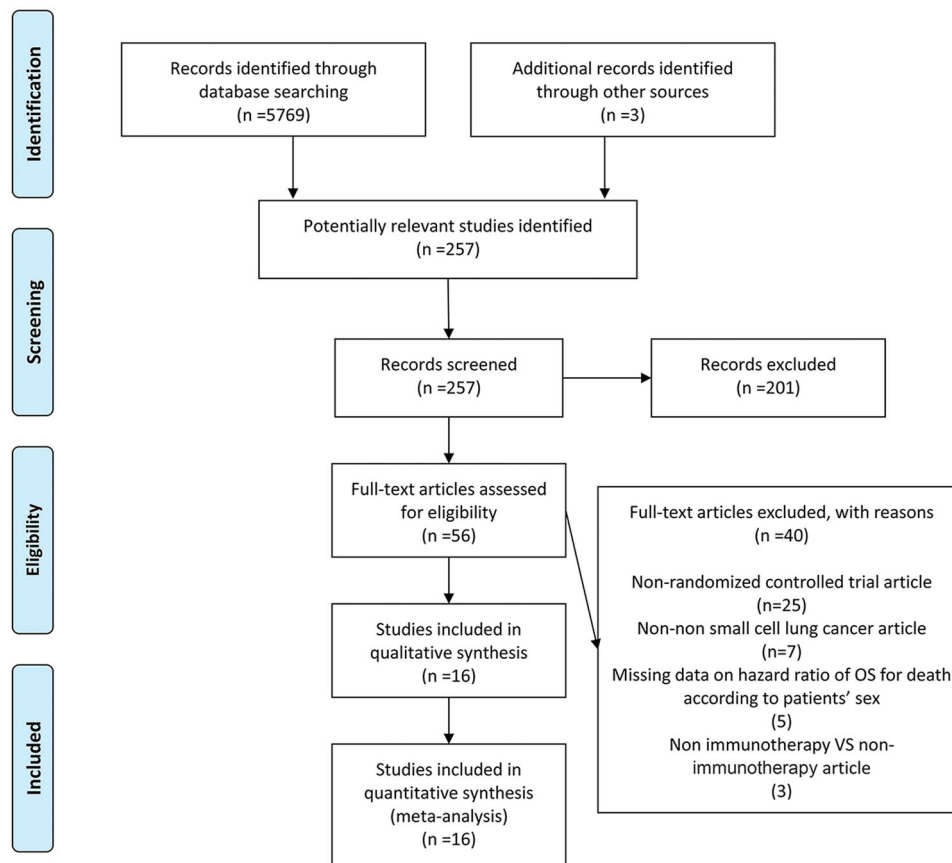 Identification
Records identified through
database searching
(n =5769)
Additional records identified
through other sources
(n =3)
Potentially relevant studies identified
(n =257)
Screening
Records screened
(n =257)
Records excluded
(n =201)
Eligibility
Full-text articles assessed
for eligibility
(n =56)
Full-text articles excluded, with reasons
(n =40)
Non-randomized controlled trial article
(n=25)
Non-non small cell lung cancer article
(n=7)
Missing data on hazard ratio of OS for death
according to patients’ sex
(5)
Non immunotherapy VS non-
immunotherapy article
(3)
Studies included in
qualitative synthesis
(n =16)
Included
Studies included in
quantitative synthesis
(meta-analysis)
(n =16)